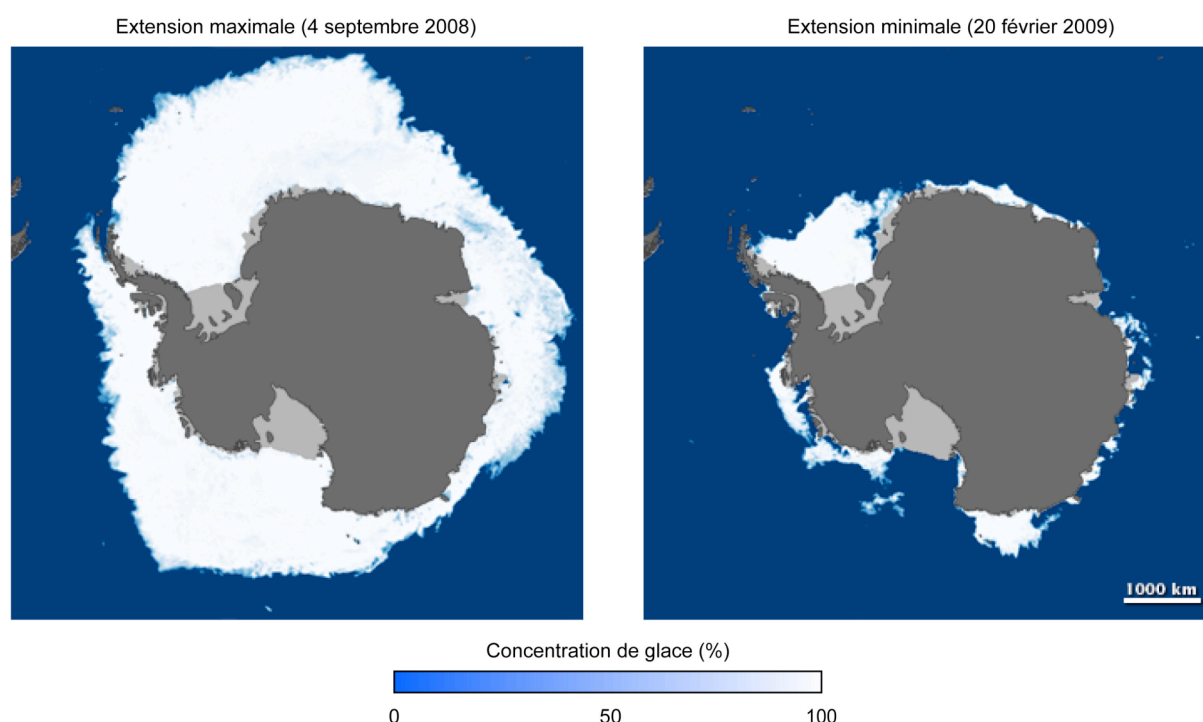 Extension maximale (4 septembre 2008)
Extension minimale (20 février 2009)
1000 km
Concentration de glace (%)
0 50 100